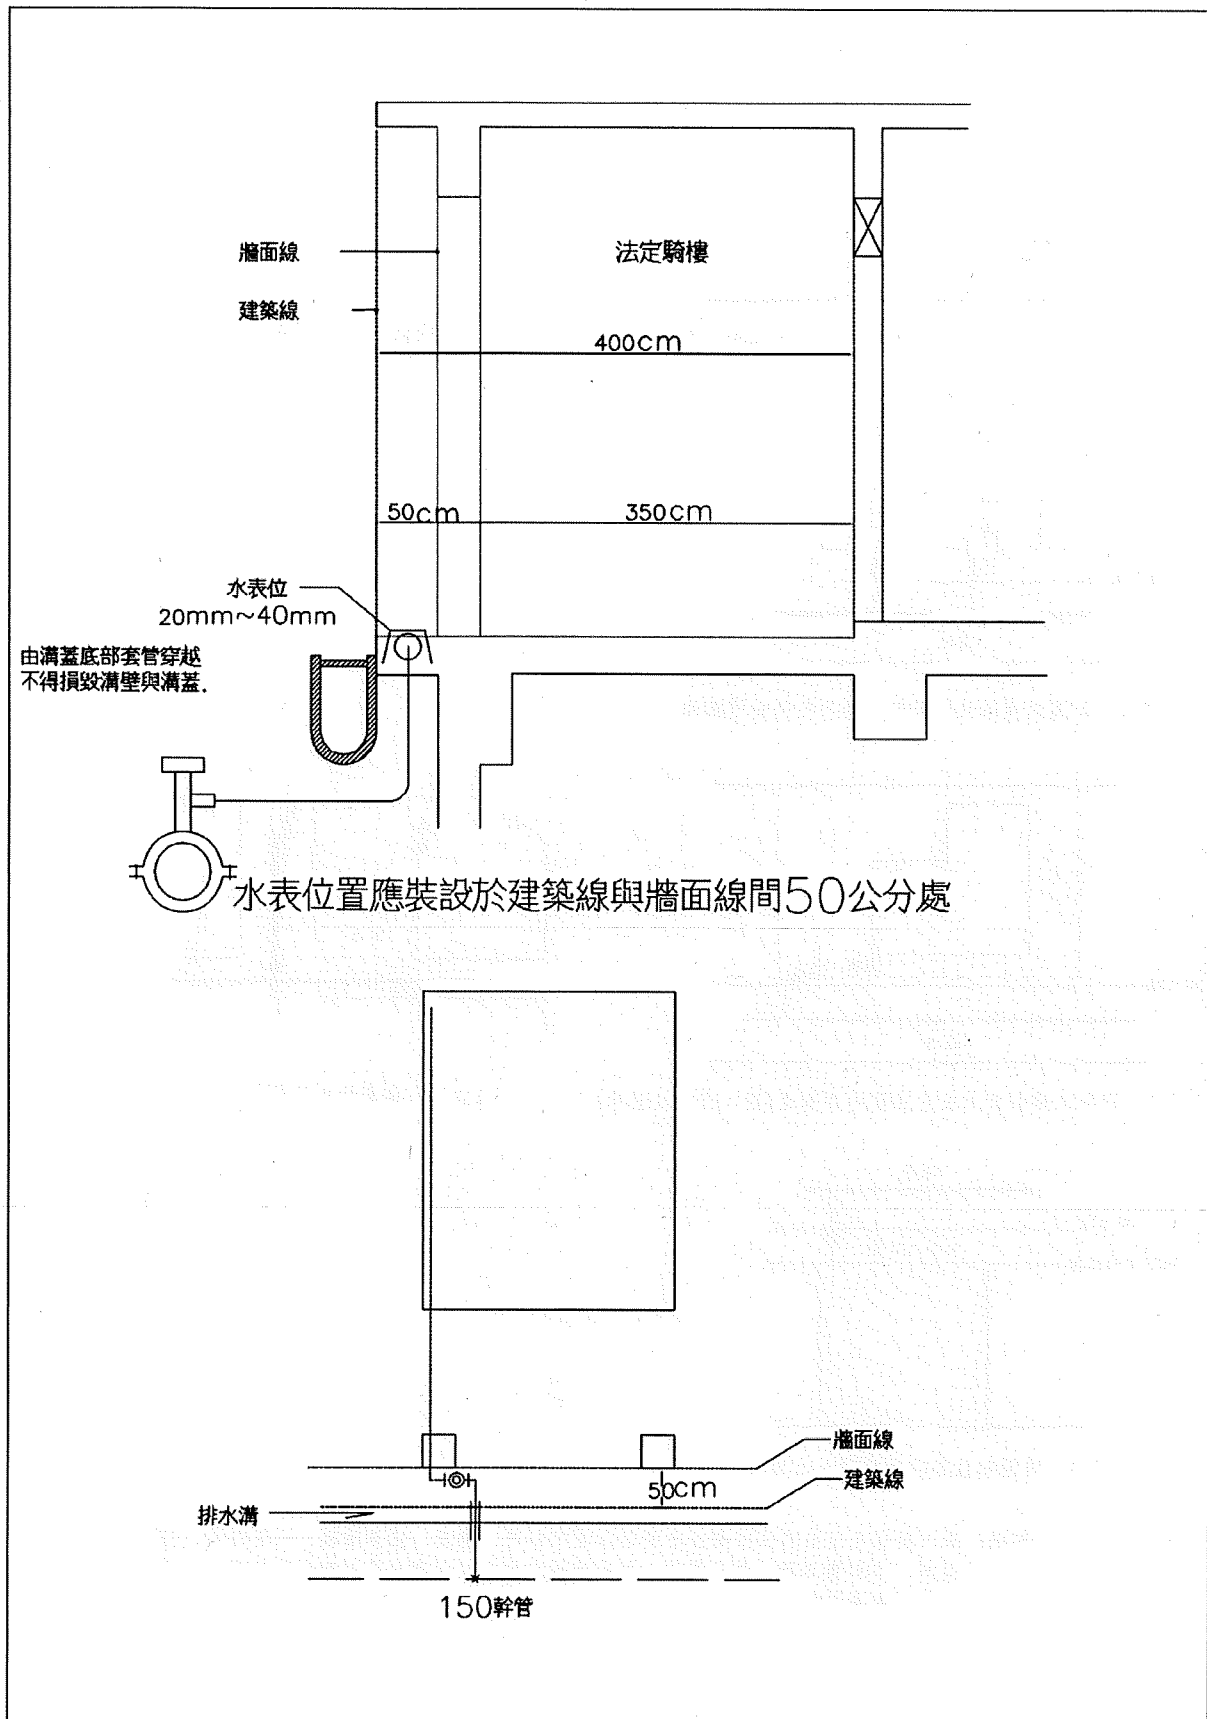 牆面線
法定騎樓
建築線
400cm
50cm
350cm
水表位
20mm~40mm
由溝蓋底部套管穿越
不得損毀溝壁與溝蓋.
水表位置應裝設於建築線與牆面線間50公分處
牆面線
建築線
50cm
排水溝
150幹管